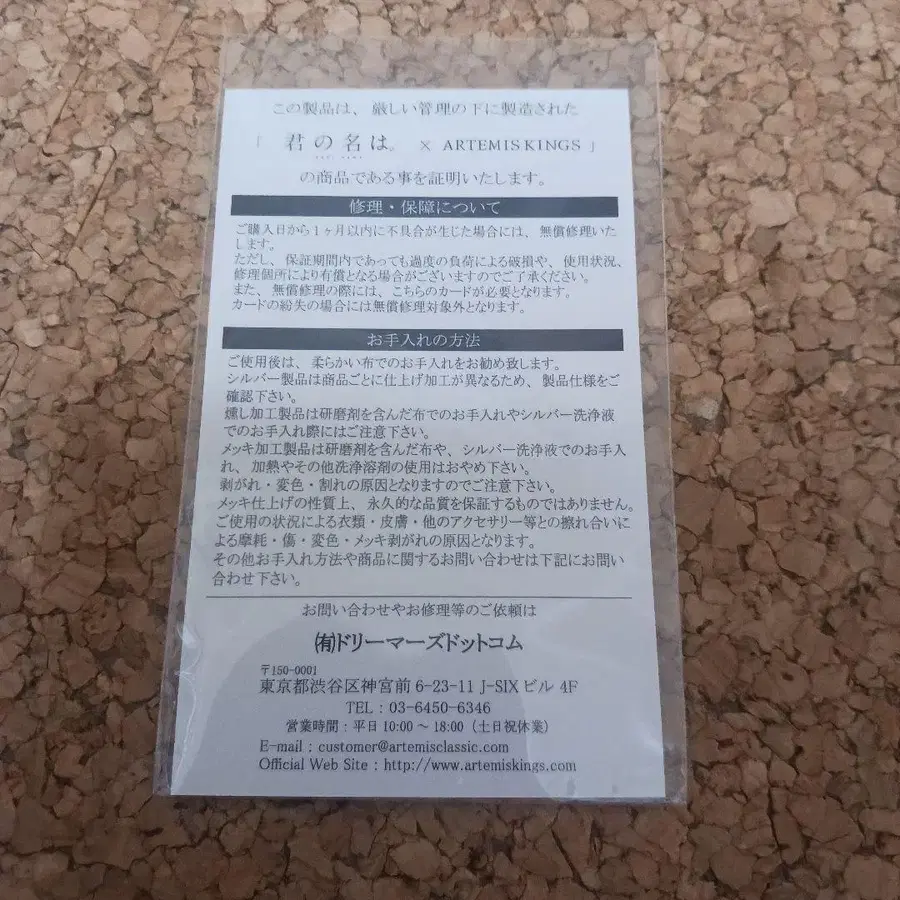 この製品は、厳しい管理の下に製造された
「 君の名は。 × ARTEMIS KINGS 」
の商品である事を証明いたします。
修理・保障について
ご購入日から1ヶ月以内に不具合が生じた場合には、無償修理いた
します。
ただし、保証期間内であっても過度の負荷による破損や、使用状況、
修理個所により有償となる場合がございますのでご了承ください。
また、無償修理の際には、こちらのカードが必要となります。
カードの紛失の場合には無償修理対象外となります。
お手入れの方法
ご使用後は、柔らかい布でのお手入れをお勧め致します。
シルバー製品は商品ごとに仕上げ加工が異なるため、製品仕様をご
確認下さい。
燻し加工製品は研磨剤を含んだ布でのお手入れやシルバー洗浄液
でのお手入れ際にはご注意下さい。
メッキ加工製品は研磨剤を含んだ布や、シルバー洗浄液でのお手入
れ、加熱やその他洗浄溶剤の使用はおやめ下さい。
剥がれ・変色・割れの原因となりますのでご注意下さい。
メッキ仕上げの性質上、永久的な品質を保証するものではありません。
ご使用の状況による衣類・皮膚・他のアクセサリー等との擦れ合いに
よる摩耗・傷・変色・メッキ剥がれの原因となります。
その他お手入れ方法や商品に関するお問い合わせは下記にお問い
合わせ下さい。
お問い合わせやお修理等のご依頼は
㈲ドリーマーズドットコム
〒150-0001
東京都渋谷区神宮前 6-23-11 J-SIX ビル 4F
TEL : 03-6450-6346
営業時間 : 平日 10:00 ～ 18:00（土日祝休業）
E-mail : customer@artemisclassic.com
Official Web Site : http://www.artemiskings.com